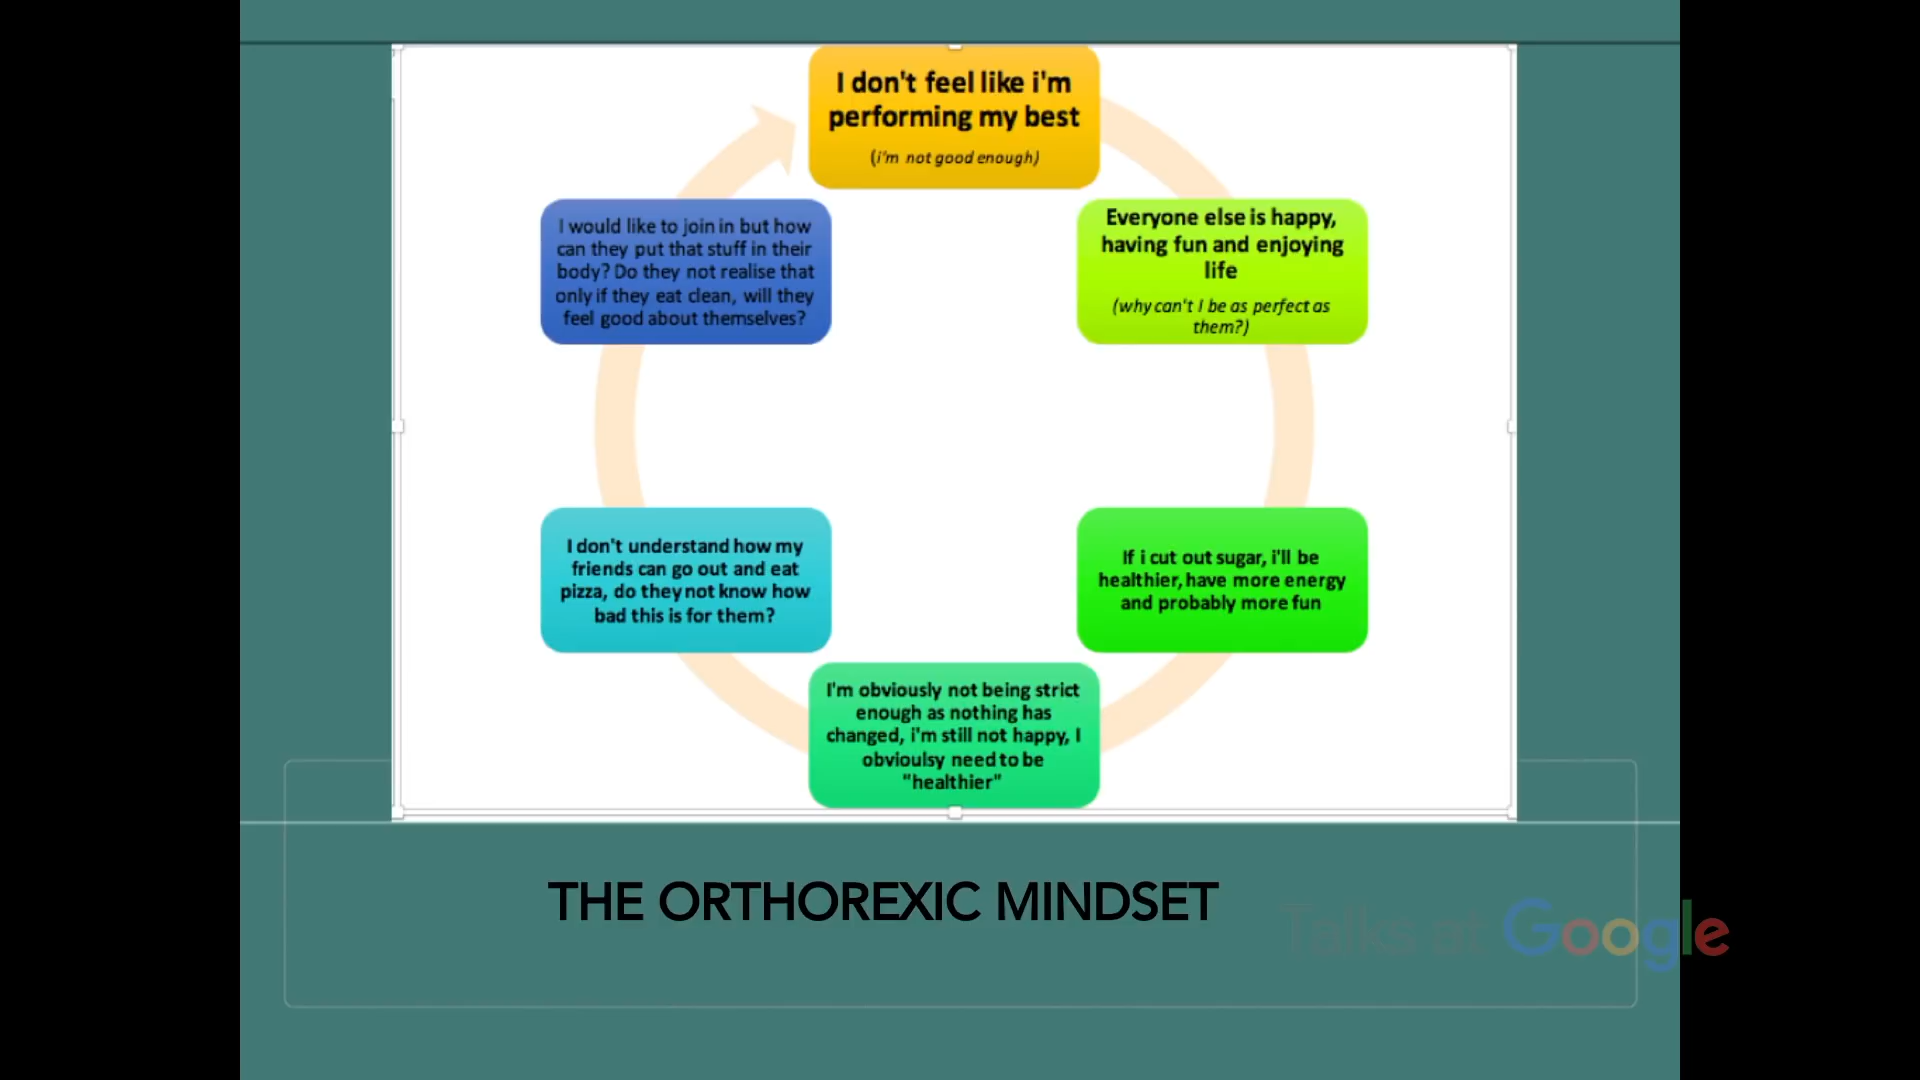 I don't feel like i'm
performing my best
(i'm not good enough)
Everyone else is happy,
having fun and enjoying
life
(why can't I be as perfect as
them?)
If i cut out sugar, i'll be
healthier, have more energy
and probably more fun
I'm obviously not being strict
enough as nothing has
changed, i'm still not happy, I
obvioulsy need to be
"healthier"
I don't understand how my
friends can go out and eat
pizza, do they not know how
bad this is for them?
I would like to join in but how
can they put that stuff in their
body? Do they not realise that
only if they eat clean, will they
feel good about themselves?
THE ORTHOREXIC MINDSET
Talks at Google